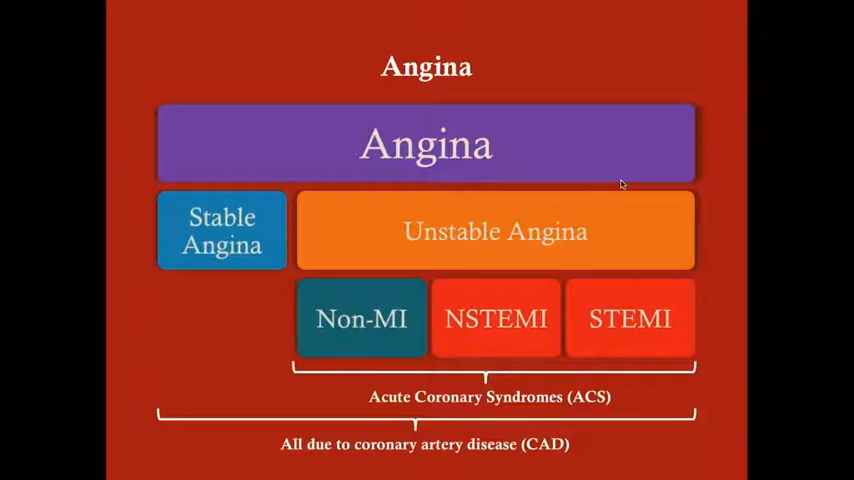 Angina
Angina
Stable
Angina
Unstable Angina
Non-MI
NSTEMI
STEMI
Acute Coronary Syndromes (ACS)
All due to coronary artery disease (CAD)